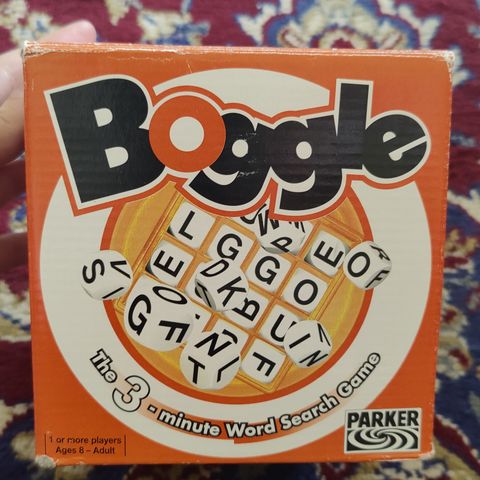 Boggle
The 3-minute Word Search Game
1 or more players
Ages 8 - Adult
PARKER